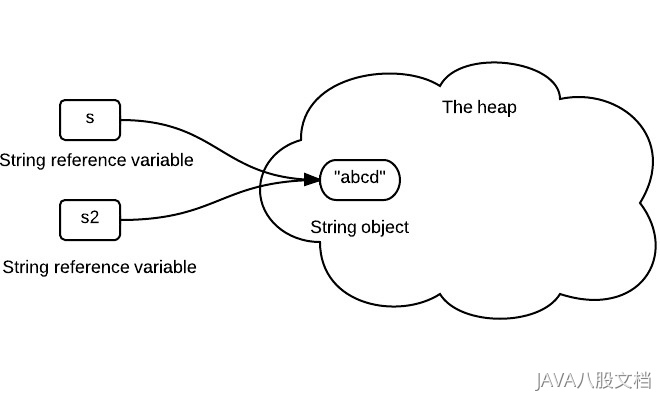 The heap
s
String reference variable
"abcd"
s2
String object
String reference variable
JAVA八股文档